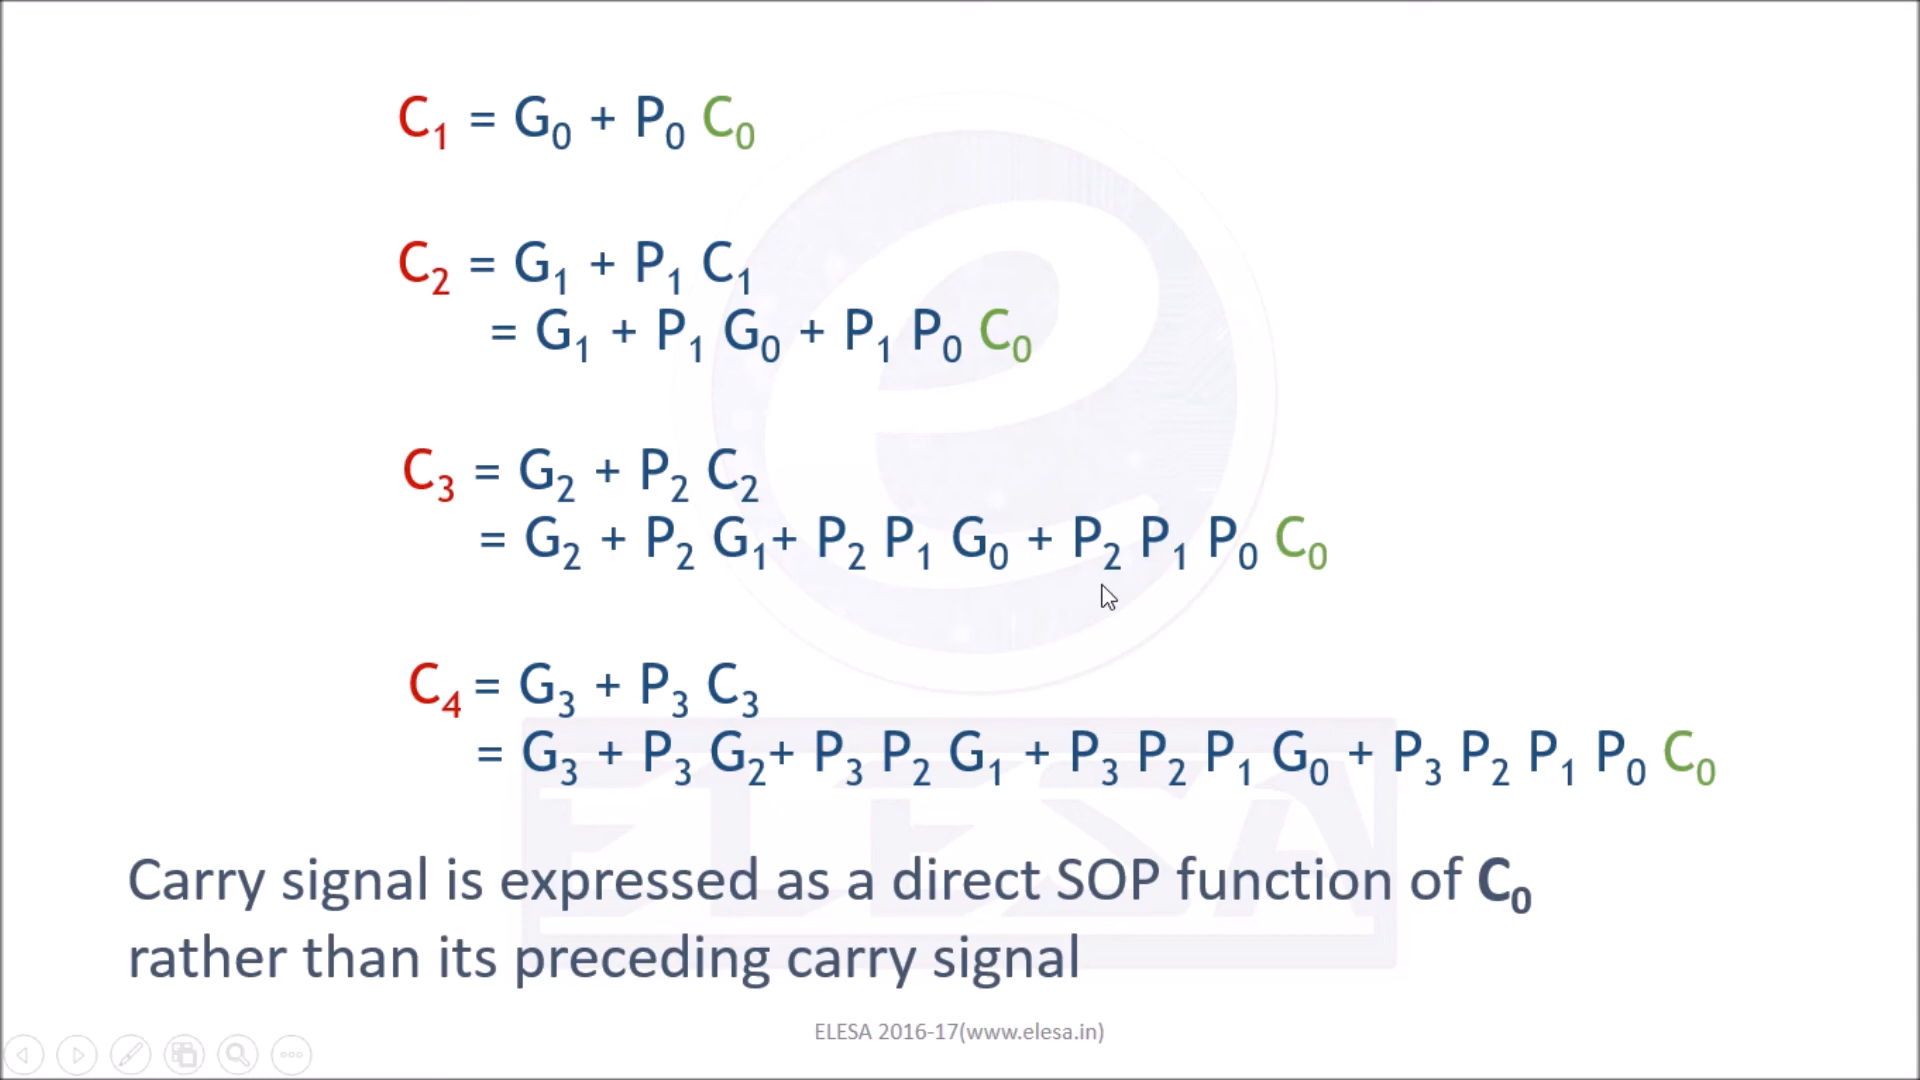 C₁ = G₀ + P₀ C₀
C₂ = G₁ + P₁ C₁
= G₁ + P₁ G₀ + P₁ P₀ C₀
C₃ = G₂ + P₂ C₂
= G₂ + P₂ G₁+ P₂ P₁ G₀ + P₂ P₁ P₀ C₀
C₄ = G₃ + P₃ C₃
= G₃ + P₃ G₂+ P₃ P₂ G₁ + P₃ P₂ P₁ G₀ + P₃ P₂ P₁ P₀ C₀
ELESA
Carry signal is expressed as a direct SOP function of C₀
rather than its preceding carry signal
ELESA 2016-17(www.elesa.in)